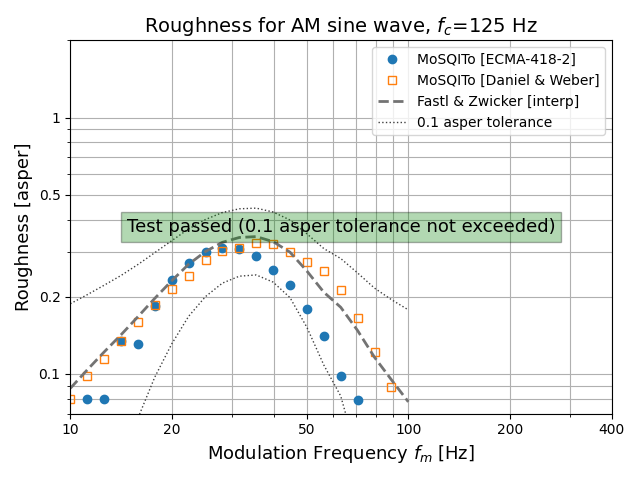 Roughness for AM sine wave, f_c=125 Hz
MoSQITo [ECMA-418-2]
MoSQITo [Daniel & Weber]
Fastl & Zwicker [interp]
0.1 asper tolerance
Test passed (0.1 asper tolerance not exceeded)
Roughness [asper]
1
0.5
0.2
0.1
10 20 50 100 200 400
Modulation Frequency f_m [Hz]